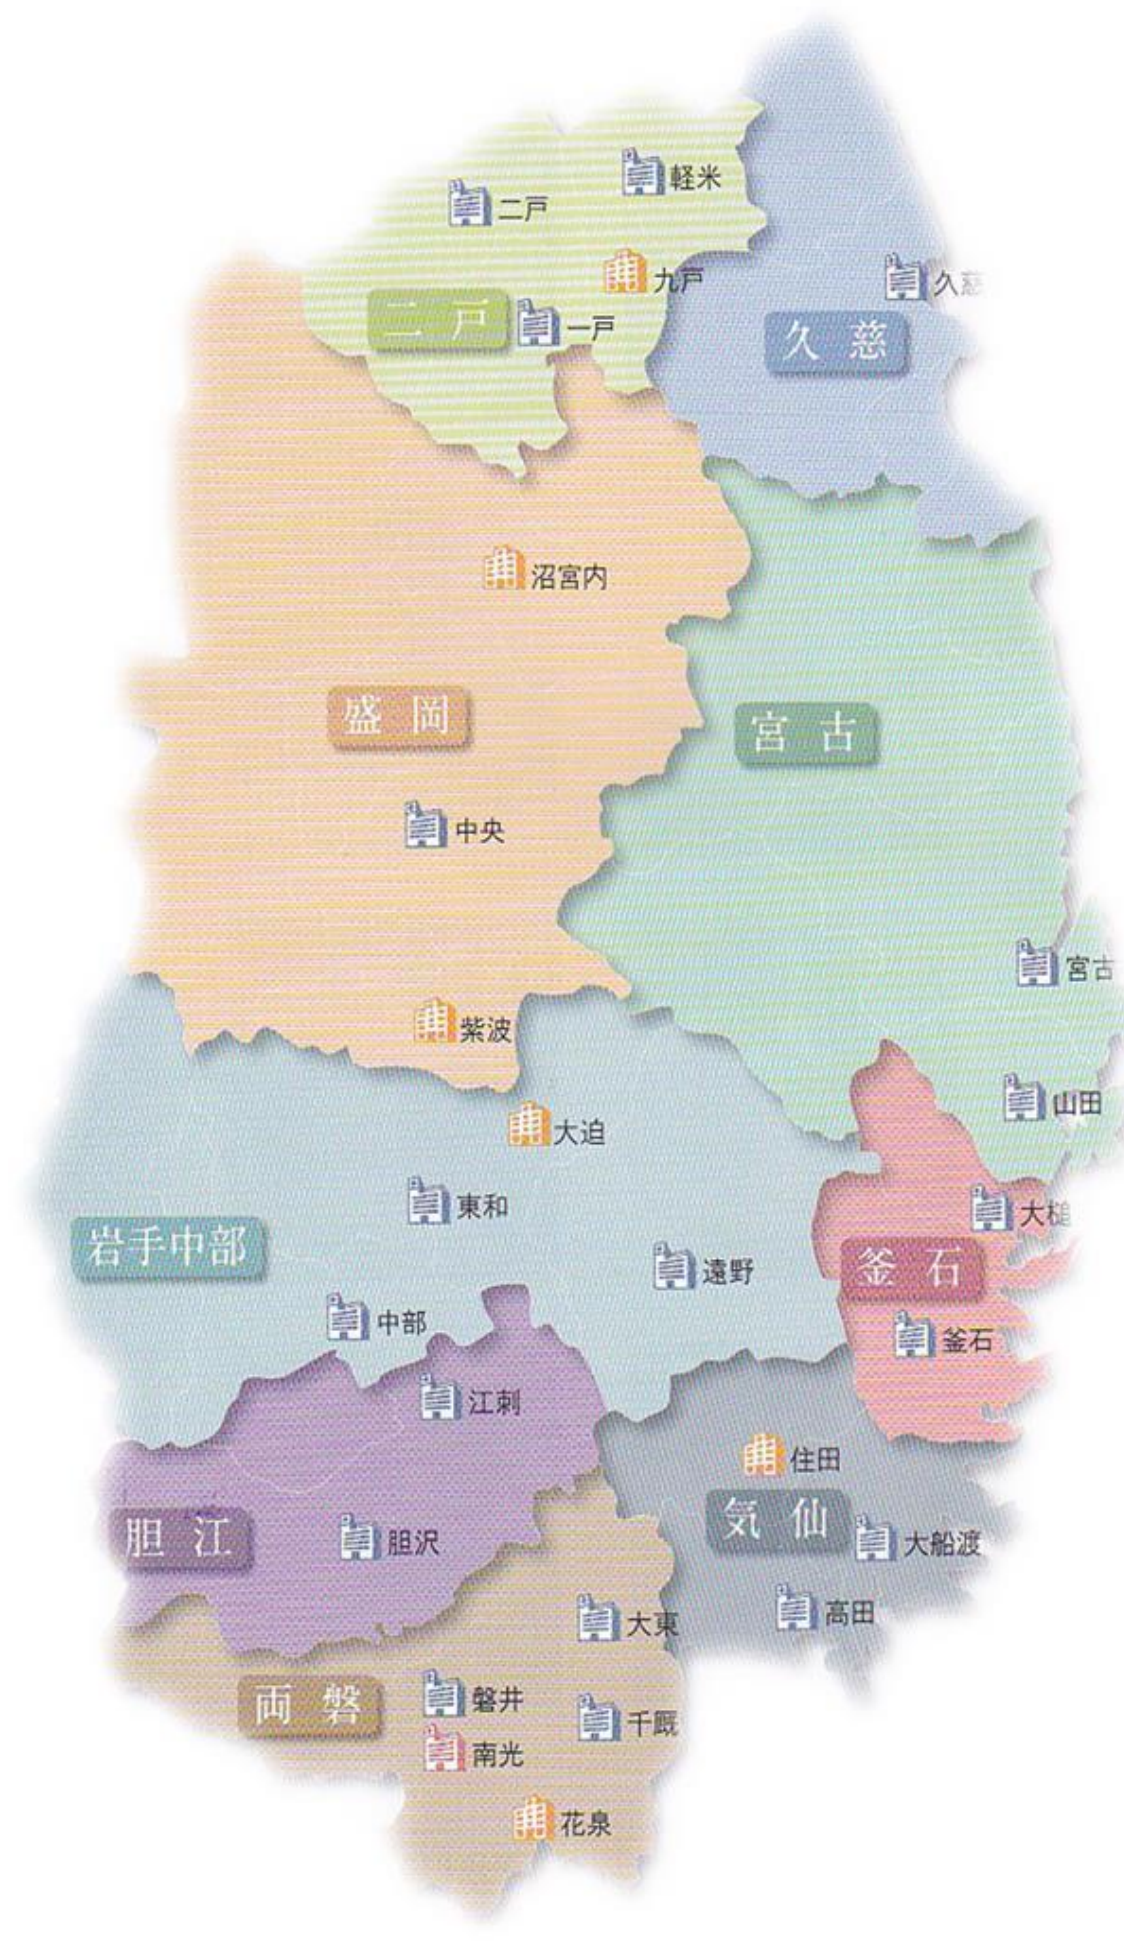 軽米
二戸
九戸
久慈
二戸
一戸
久慈
沼宮内
盛岡
宮古
中央
宮古
紫波
山田
大迫
東和
大槌
岩手中部
遠野
釜石
中部
釜石
江刺
住田
気仙
胆江
胆沢
大船渡
高田
大東
両磐
磐井
千厩
南光
花泉